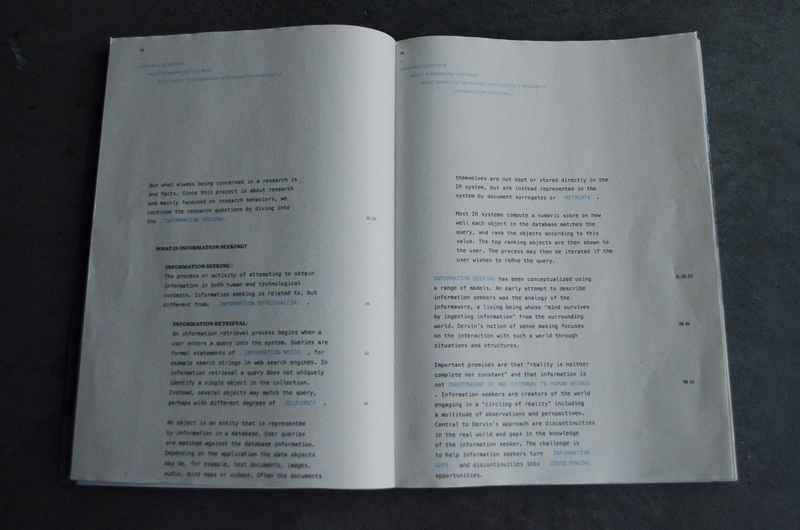 But what always being concerned in a research is
and facts. Since this project is about research
and mainly focused on research behaviors, we
continue the research questions by diving into
the INFORMATION SEEKING.
WHAT IS INFORMATION SEEKING?
INFORMATION SEEKING:
The process or activity of attempting to obtain
information in both human and technological
contexts. Information seeking is related to, but
different from, INFORMATION RETRIEVAL(IR) .
INFORMATION RETRIEVAL:
An information retrieval process begins when a
user enters a query into the system. Queries are
formal statements of INFORMATION NEEDS , for
example search strings in web search engines. In
information retrieval a query does not uniquely
identify a single object in the collection.
Instead, several objects may match the query,
perhaps with different degrees of RELEVANCY .
An object is an entity that is represented
by information in a database. User queries
are matched against the database information.
Depending on the application the data objects
may be, for example, text documents, images,
audio, mind maps or videos. Often the documents
themselves are not kept or stored directly in the
IR system, but are instead represented in the
system by document surrogates or METADATA .
Most IR systems compute a numeric score on how
well each object in the database matches the
query, and rank the objects according to this
value. The top ranking objects are then shown to
the user. The process may then be iterated if the
user wishes to refine the query.
INFORMATION SEEKING has been conceptualized using
a range of models. An early attempt to describe
information seekers was the analogy of the
informavore, a living being whose “mind survives
by ingesting information” from the surrounding
world. Dervin’s notion of sense making focuses
on the interaction with such a world through
situations and structures.
Important premises are that “reality is neither
complete nor constant” and that information is
not INDEPENDENT OF AND EXTERNAL TO HUMAN BEINGS
. Information seekers are creators of the world
engaging in a “circling of reality” including
a multitude of observations and perspectives.
Central to Dervin’s approach are discontinuities
in the real world and gaps in the knowledge
of the information seeker. The challenge is
to help information seekers turn INFORMATION
GAPS and discontinuities into SENSE-MAKING
opportunities.